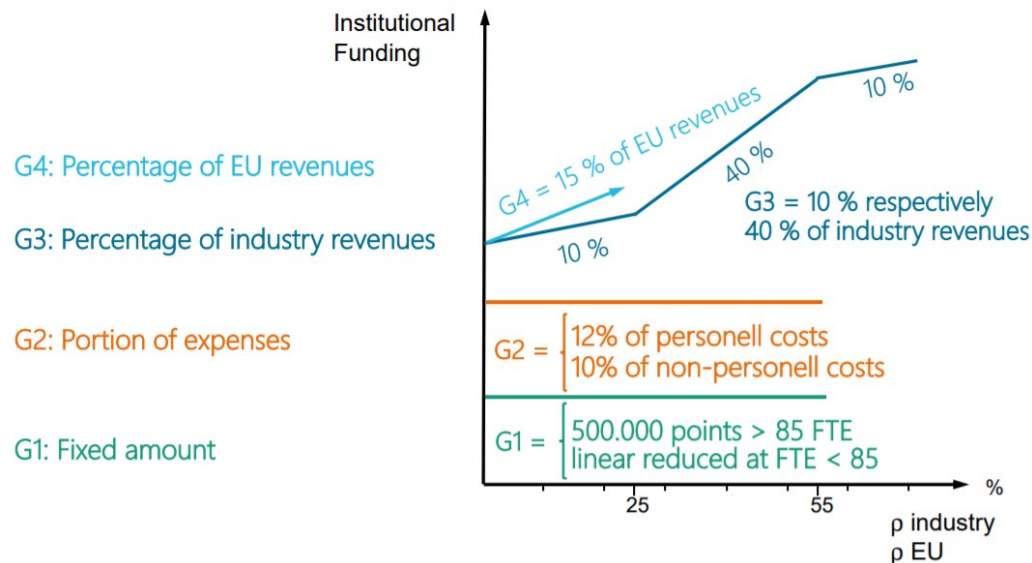 Institutional
Funding
G4: Percentage of EU revenues
G3: Percentage of industry revenues
G2: Portion of expenses
G1: Fixed amount
G4 = 15 % of EU revenues
10 %
40 %
10 %
G3 = 10 % respectively
40 % of industry revenues
G2 =
12% of personell costs
10% of non-personell costs
G1 =
500.000 points > 85 FTE
linear reduced at FTE < 85
25
55
%
ρ industry
ρ EU